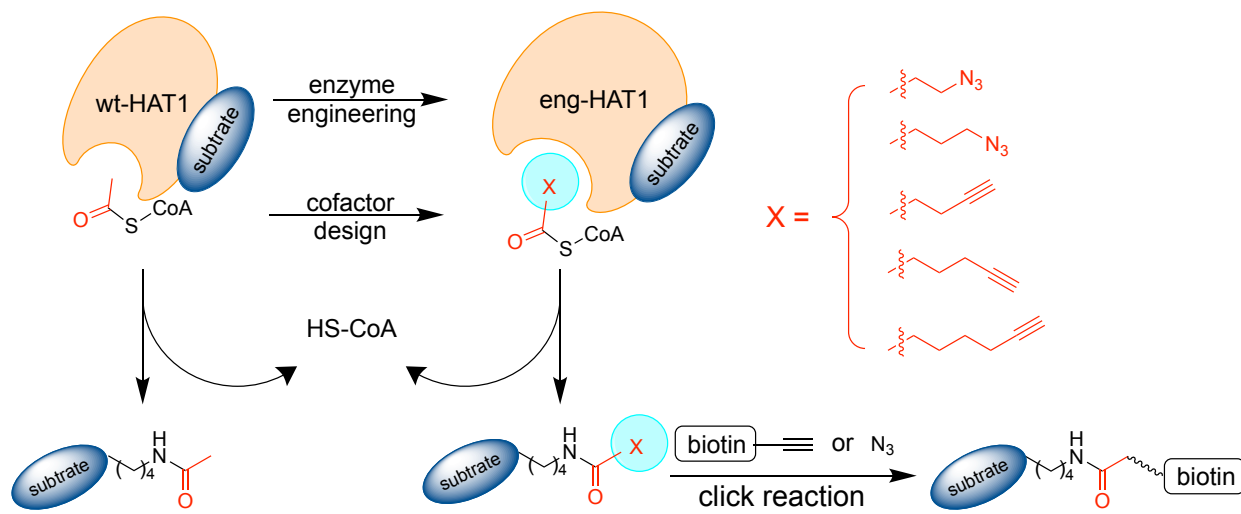 wt-HAT1
subtrate
enzyme
engineering
eng-HAT1
subtrate
cofactor
design
O
S
CoA
X
O
S
CoA
X =
N3
N3
HS-CoA
subtrate
( )4
H
N
O
subtrate
( )4
H
N
O
X
biotin
or N3
click reaction
subtrate
( )4
H
N
O
biotin